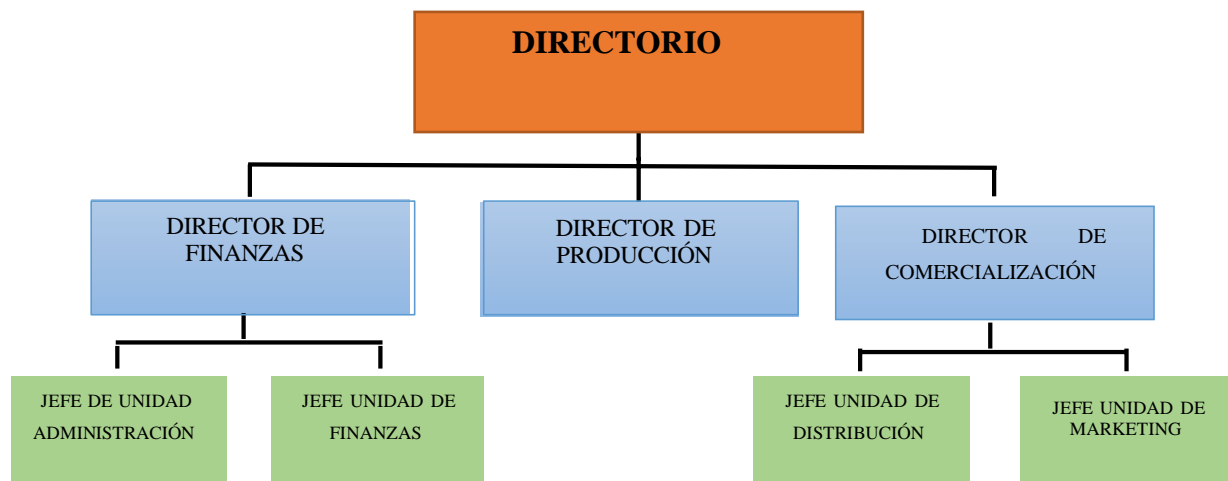 DIRECTORIO
DIRECTOR DE
FINANZAS
DIRECTOR DE
PRODUCCIÓN
DIRECTOR DE
COMERCIALIZACIÓN
JEFE DE UNIDAD
ADMINISTRACIÓN
JEFE UNIDAD DE
FINANZAS
JEFE UNIDAD DE
DISTRIBUCIÓN
JEFE UNIDAD DE
MARKETING